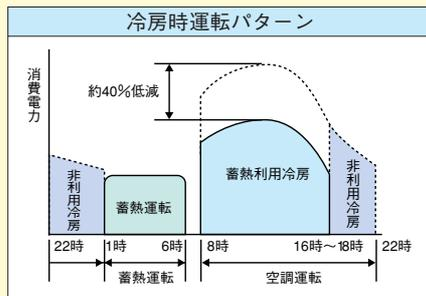 冷房時運転パターン
消費電力
約40%低減
非利用冷房
蓄熱運転
蓄熱利用冷房
非利用冷房
22時 1時 6時 8時 16時〜18時 22時
蓄熱運転 空調運転